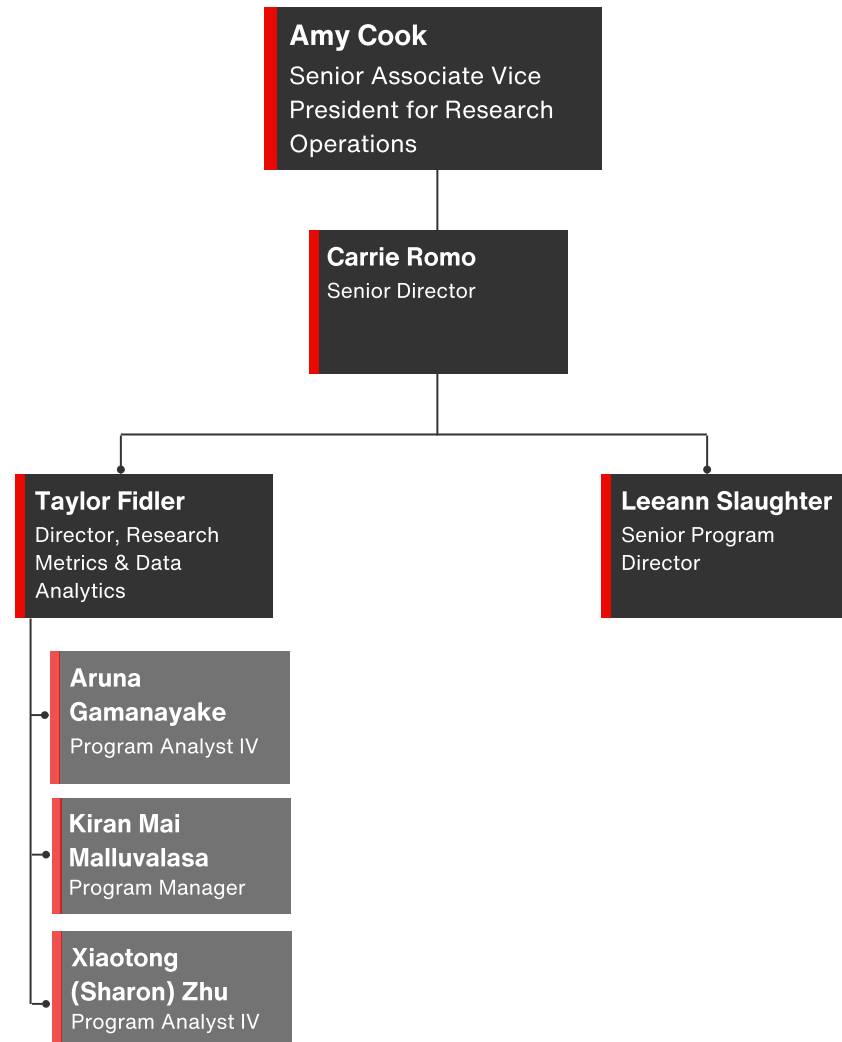 Amy Cook
Senior Associate Vice
President for Research
Operations
Carrie Romo
Senior Director
Taylor Fidler
Director, Research
Metrics & Data
Analytics
Leeann Slaughter
Senior Program
Director
Aruna
Gamanayake
Program Analyst IV
Kiran Mai
Malluvalasa
Program Manager
Xiaotong
(Sharon) Zhu
Program Analyst IV